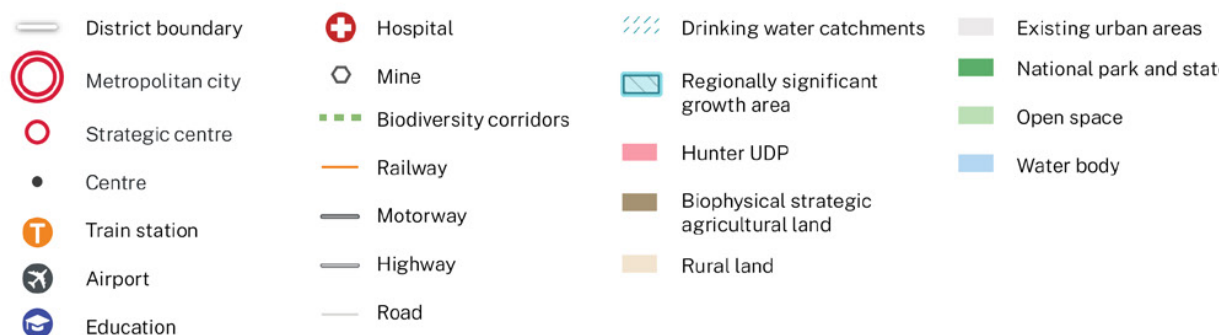 District boundary
Metropolitan city
Strategic centre
Centre
T
Train station
Airport
Education
Hospital
Mine
Biodiversity corridors
Railway
Motorway
Highway
Road
Drinking water catchments
Regionally significant
growth area
Hunter UDP
Biophysical strategic
agricultural land
Rural land
Existing urban areas
National park and state
Open space
Water body